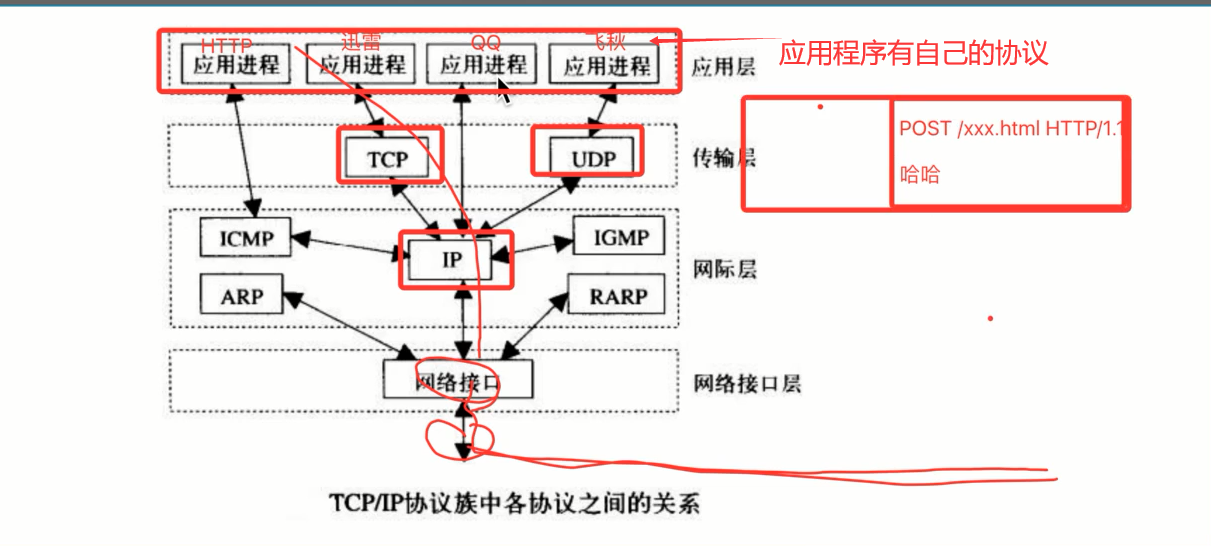 HTTP 迅雷 QQ 飞秋
应用进程 应用进程 应用进程 应用进程 应用层
应用程序有自己的协议
TCP UDP 传输层
POST /xxx.html HTTP/1.1
哈哈
ICMP IP IGMP
ARP RARP 网际层
网络接口 网络接口层
TCP/IP协议族中各协议之间的关系